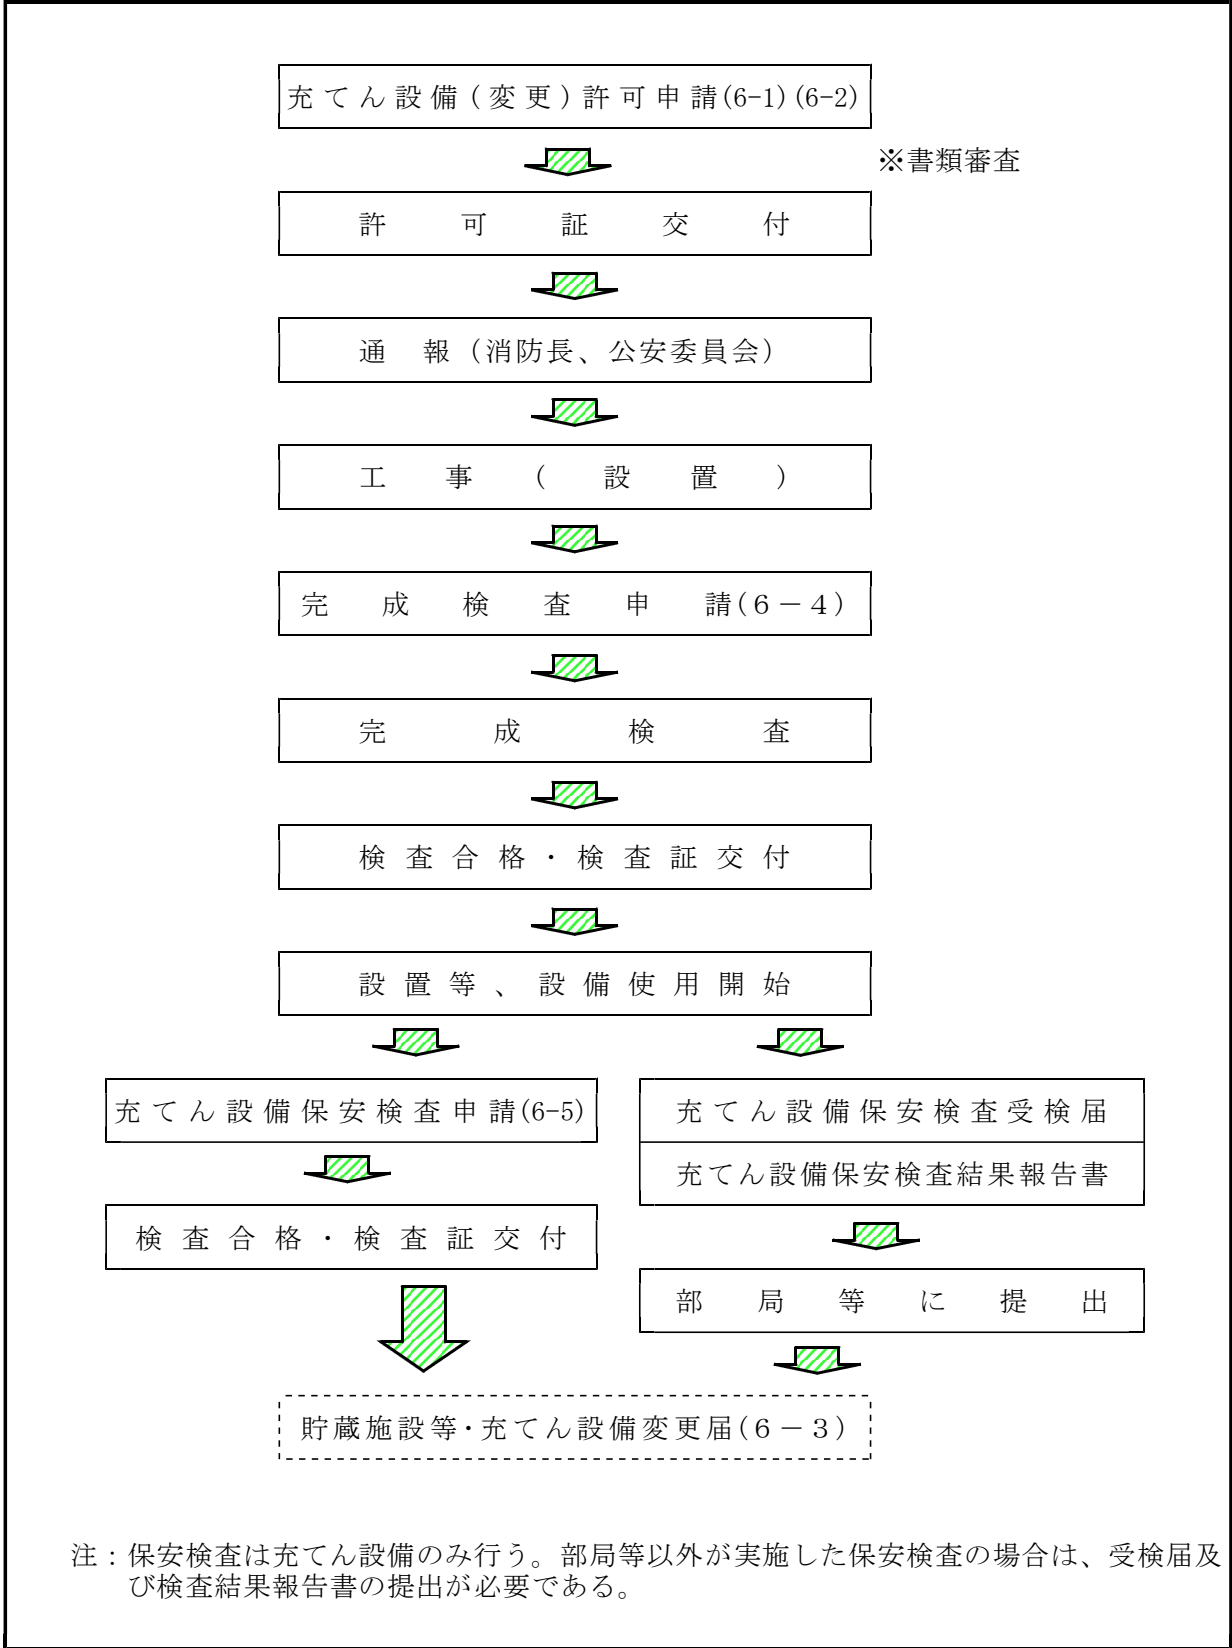 充てん設備(変更)許可申請(6-1)(6-2)
※書類審査
許可証交付
通　報（消防長、公安委員会）
工事（設置）
完成検査申請(６－４)
完成検査
検査合格・検査証交付
設置等、設備使用開始
充てん設備保安検査申請(6-5)
検査合格・検査証交付
充てん設備保安検査受検届
充てん設備保安検査結果報告書
部局等に提出
貯蔵施設等･充てん設備変更届(６－３)
注：保安検査は充てん設備のみ行う。部局等以外が実施した保安検査の場合は、受検届及
び検査結果報告書の提出が必要である。